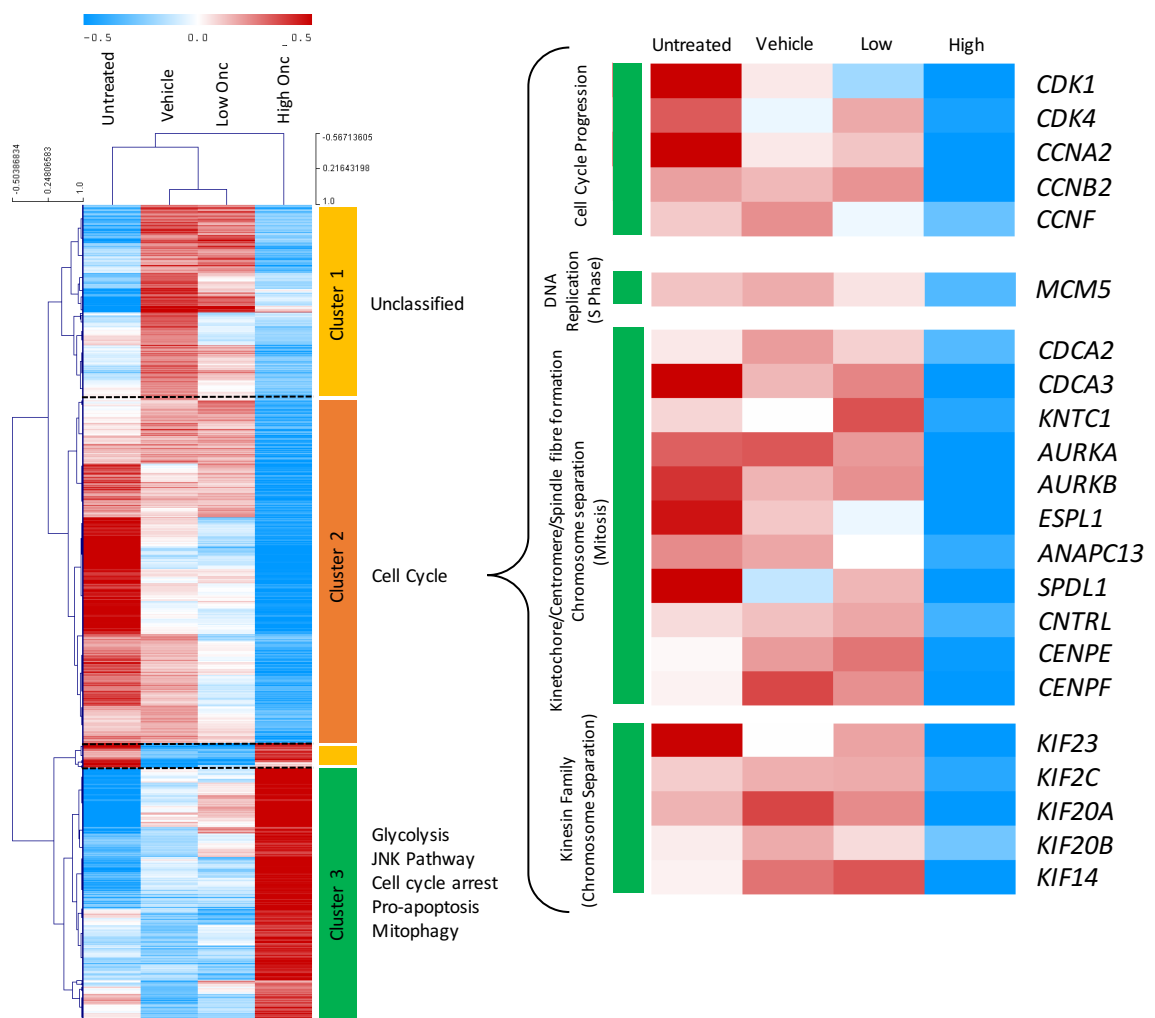 -0.5
0.0
0.5
Untreated
Vehicle
Low Onc
High Onc
-0.50386834
0.24806583
1.0
-0.56713605
0.21643198
1.0
Cluster 1
Unclassified
Cluster 2
Cell Cycle
Cluster 3
Glycolysis
JNK Pathway
Cell cycle arrest
Pro-apoptosis
Mitophagy
Untreated
Vehicle
Low
High
Cell Cycle Progression
CDK1
CDK4
CCNA2
CCNB2
CCNF
DNA
Replication
(S Phase)
MCM5
Kinetochore/Centromere/Spindle fibre formation
Chromosome separation
(Mitosis)
CDCA2
CDCA3
KNTC1
AURKA
AURKB
ESPL1
ANAPC13
SPDL1
CNTRL
CENPE
CENPF
Kinesin Family
(Chromosome Separation)
KIF23
KIF2C
KIF20A
KIF20B
KIF14